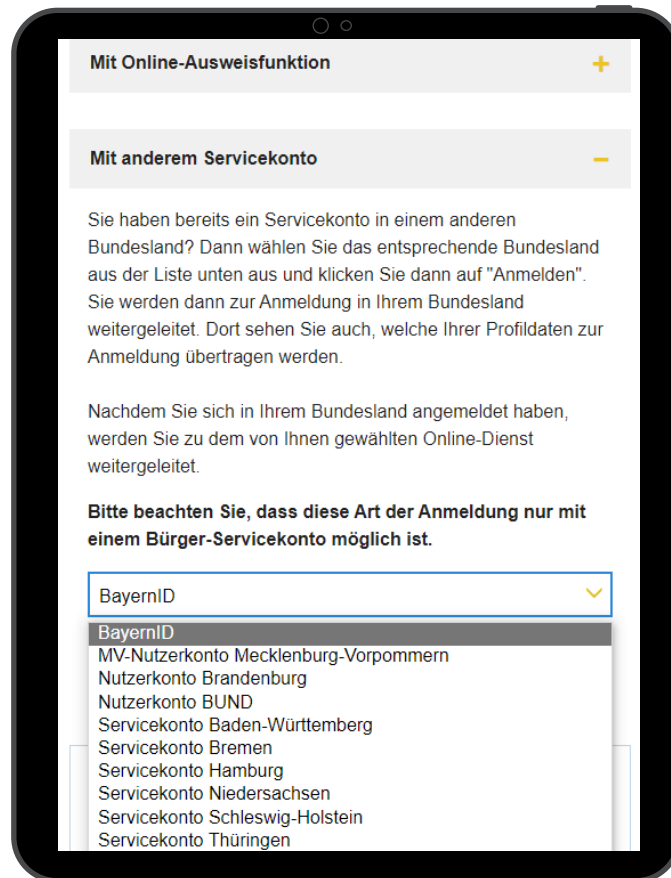 Mit Online-Ausweisfunktion
Mit anderem Servicekonto
Sie haben bereits ein Servicekonto in einem anderen
Bundesland? Dann wählen Sie das entsprechende Bundesland
aus der Liste unten aus und klicken Sie dann auf "Anmelden".
Sie werden dann zur Anmeldung in Ihrem Bundesland
weitergeleitet. Dort sehen Sie auch, welche Ihrer Profildaten zur
Anmeldung übertragen werden.
Nachdem Sie sich in Ihrem Bundesland angemeldet haben,
werden Sie zu dem von Ihnen gewählten Online-Dienst
weitergeleitet.
Bitte beachten Sie, dass diese Art der Anmeldung nur mit
einem Bürger-Servicekonto möglich ist.
BayernID
BayernID
MV-Nutzerkonto Mecklenburg-Vorpommern
Nutzerkonto Brandenburg
Nutzerkonto BUND
Servicekonto Baden-Württemberg
Servicekonto Bremen
Servicekonto Hamburg
Servicekonto Niedersachsen
Servicekonto Schleswig-Holstein
Servicekonto Thüringen